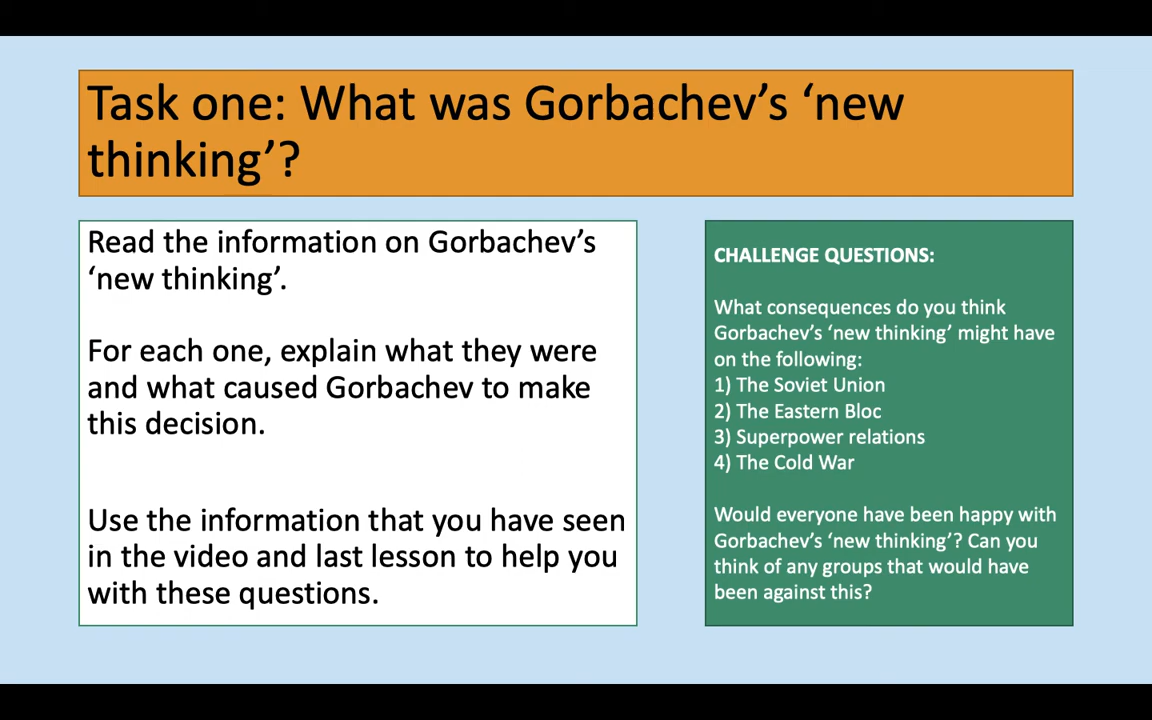 Task one: What was Gorbachev’s ‘new
thinking’?
Read the information on Gorbachev’s
‘new thinking’.
For each one, explain what they were
and what caused Gorbachev to make
this decision.
Use the information that you have seen
in the video and last lesson to help you
with these questions.
CHALLENGE QUESTIONS:
What consequences do you think
Gorbachev’s ‘new thinking’ might have
on the following:
1) The Soviet Union
2) The Eastern Bloc
3) Superpower relations
4) The Cold War
Would everyone have been happy with
Gorbachev’s ‘new thinking’? Can you
think of any groups that would have
been against this?